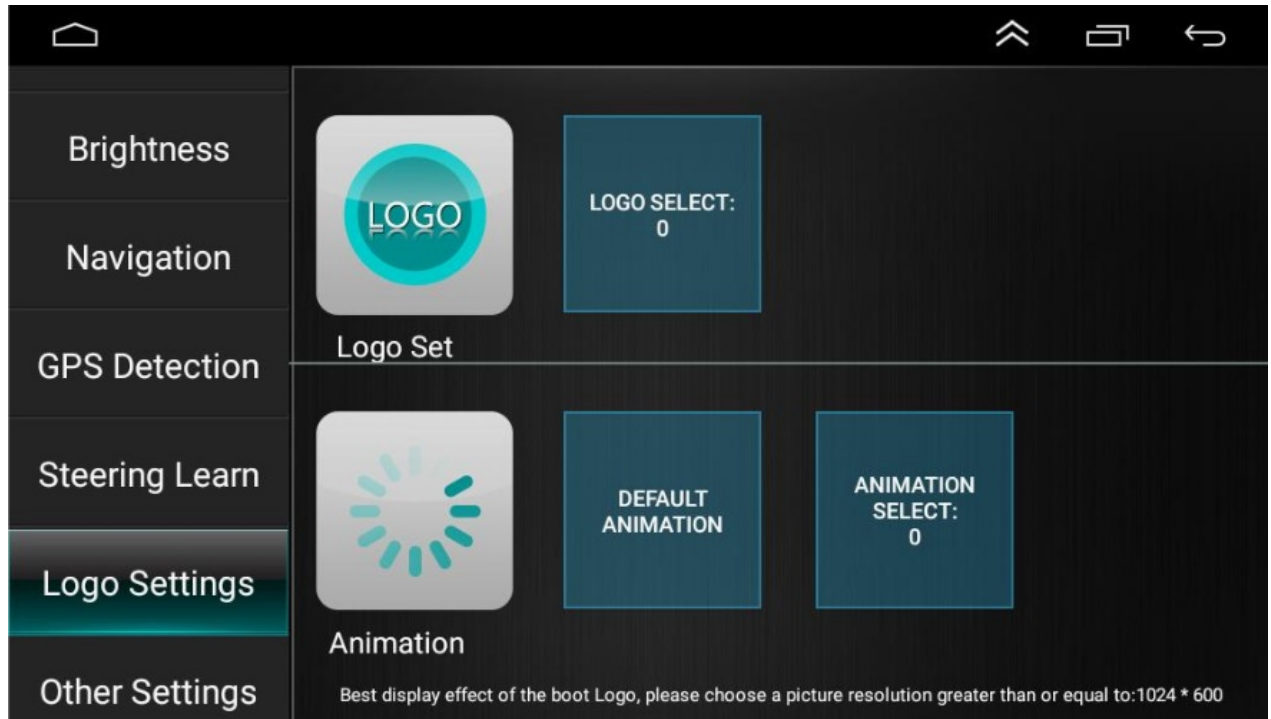 Brightness
Navigation
GPS Detection
Steering Learn
Logo Settings
Other Settings
LOGO
Logo Set
LOGO SELECT:
0
Animation
DEFAULT
ANIMATION
ANIMATION
SELECT:
0
Best display effect of the boot Logo, please choose a picture resolution greater than or equal to:1024 * 600